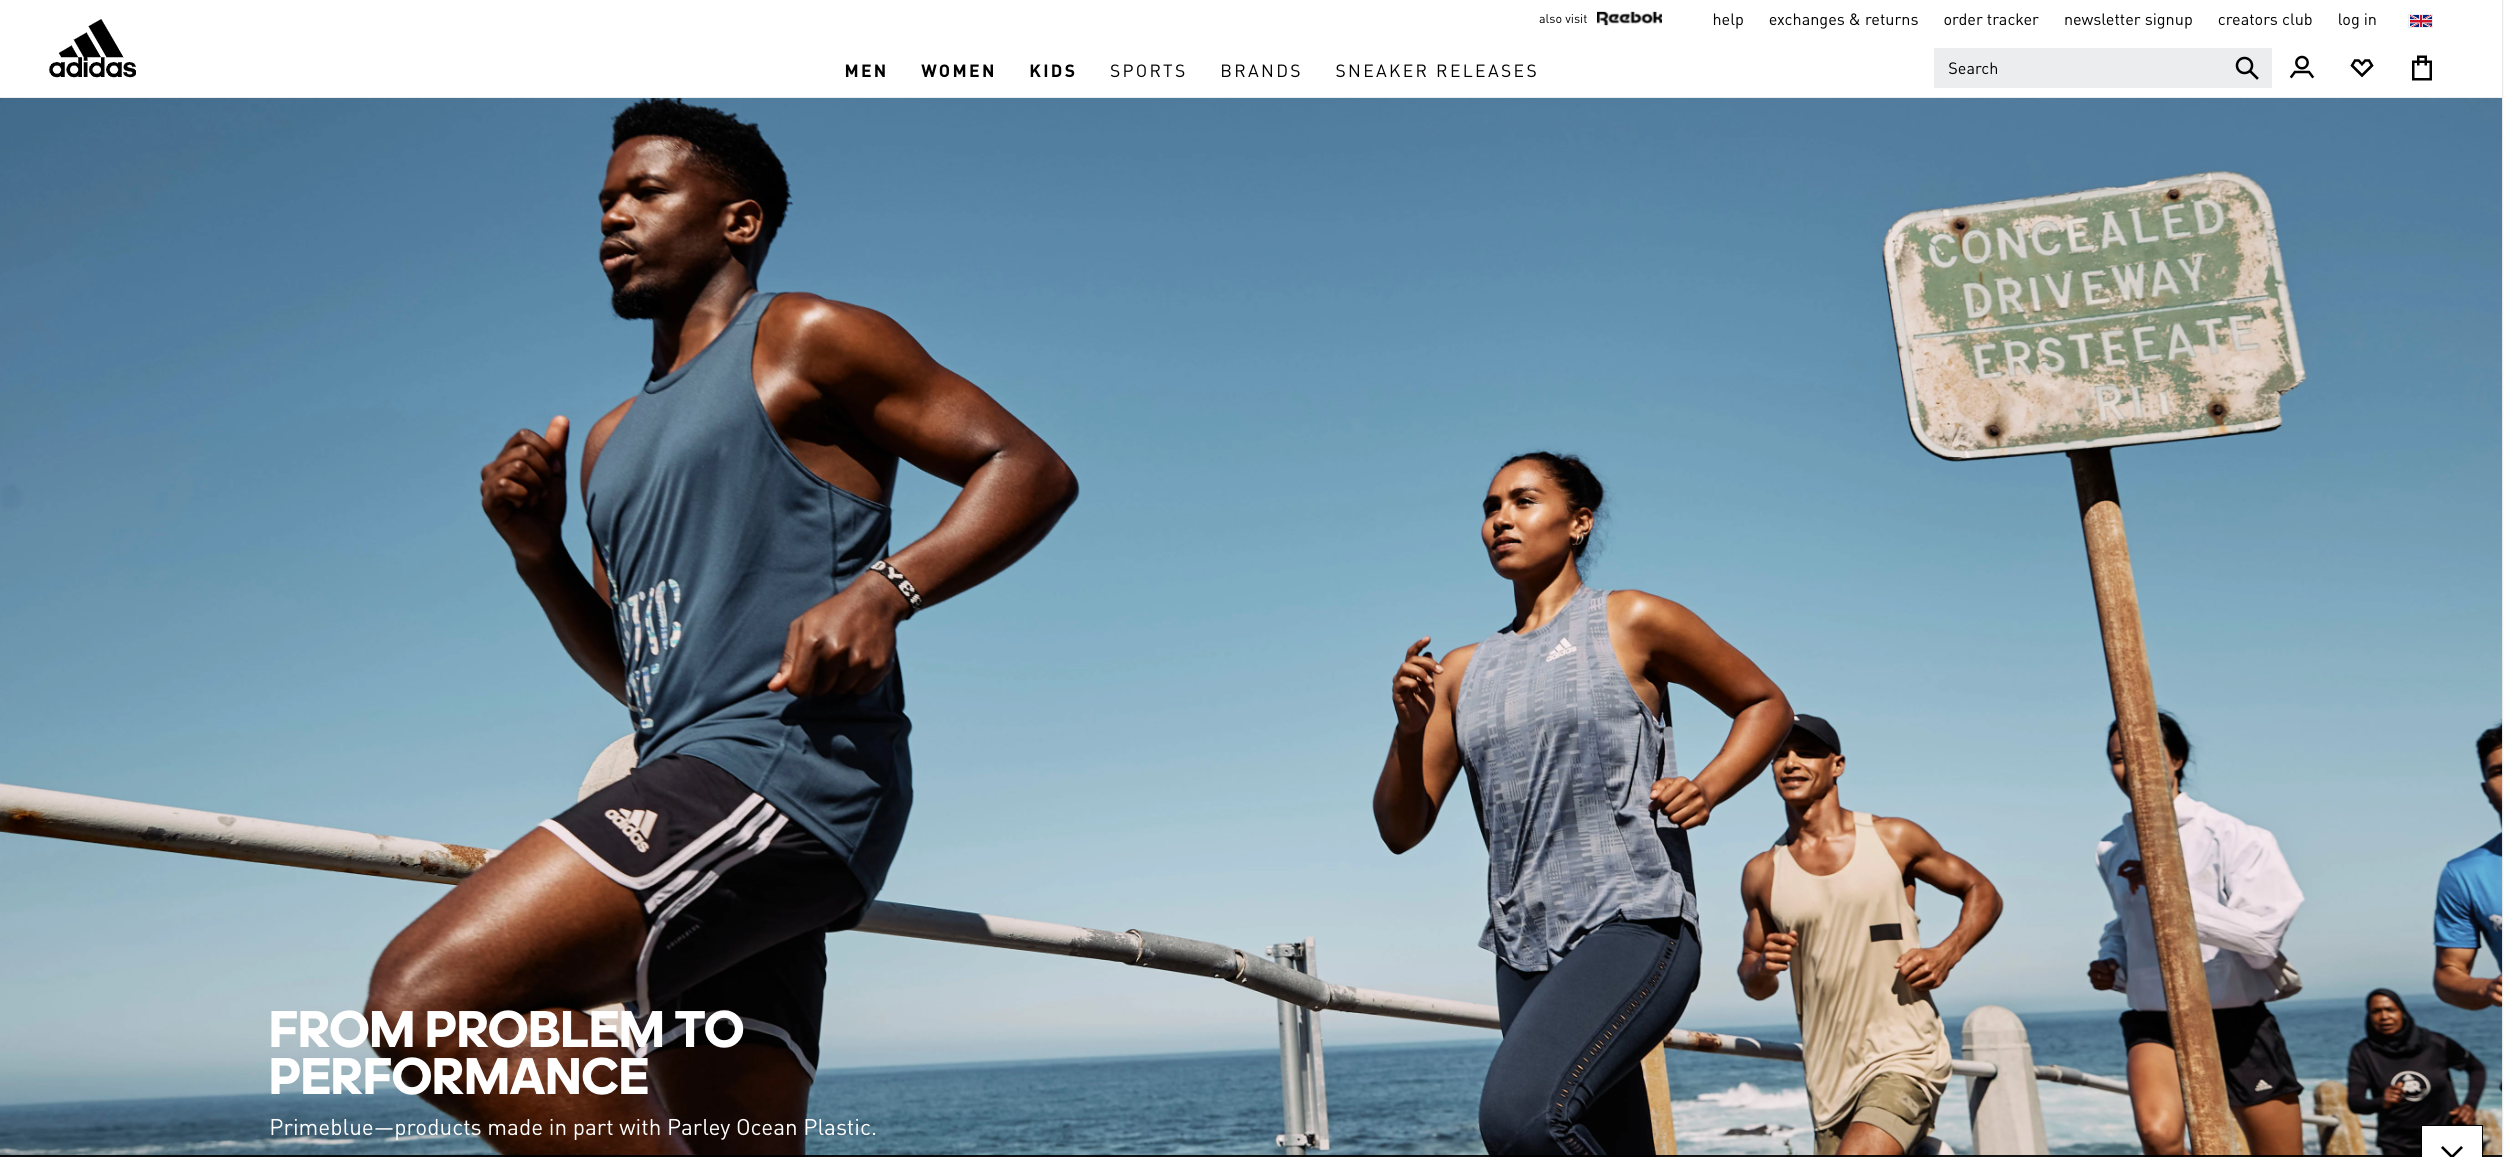 also visit Reebok help exchanges & returns order tracker newsletter signup creators club log in
adidas
MEN WOMEN KIDS SPORTS BRANDS SNEAKER RELEASES
Search
CONCEALED
DRIVEWAY
ERSTEEATE
adidas
adidas
FROM PROBLEM TO
PERFORMANCE
Primeblue—products made in part with Parley Ocean Plastic.